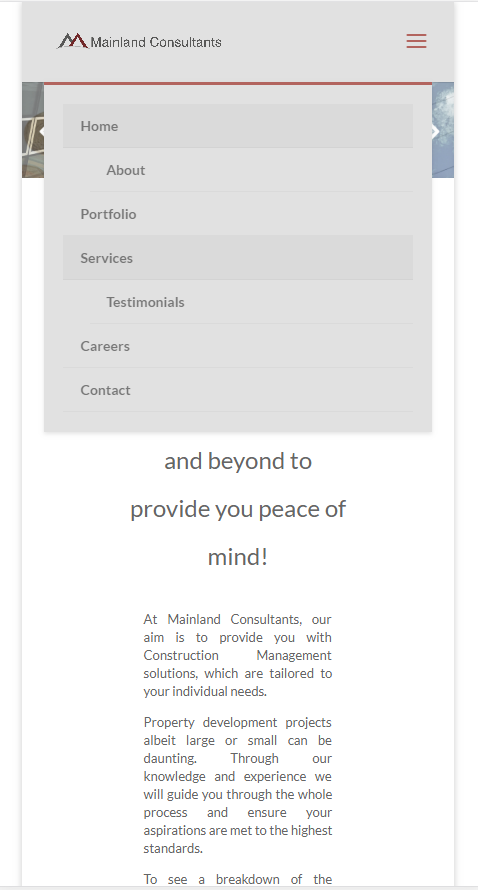 Mainland Consultants
Home
About
Portfolio
Services
Testimonials
Careers
Contact
and beyond to
provide you peace of
mind!
At Mainland Consultants, our
aim is to provide you with
Construction Management
solutions, which are tailored to
your individual needs.
Property development projects
albeit large or small can be
daunting. Through our
knowledge and experience we
will guide you through the whole
process and ensure your
aspirations are met to the highest
standards.
To see a breakdown of the